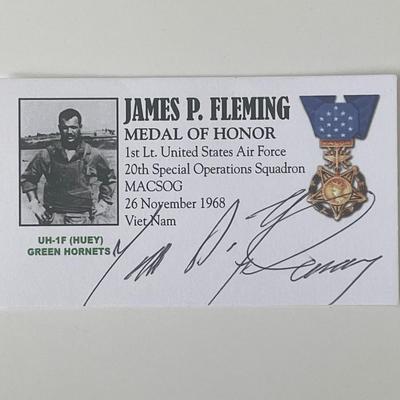 JAMES P. FLEMING
MEDAL OF HONOR
1st Lt. United States Air Force
20th Special Operations Squadron
MACSOG
26 November 1968
Viet Nam
UH-1F (HUEY)
GREEN HORNETS